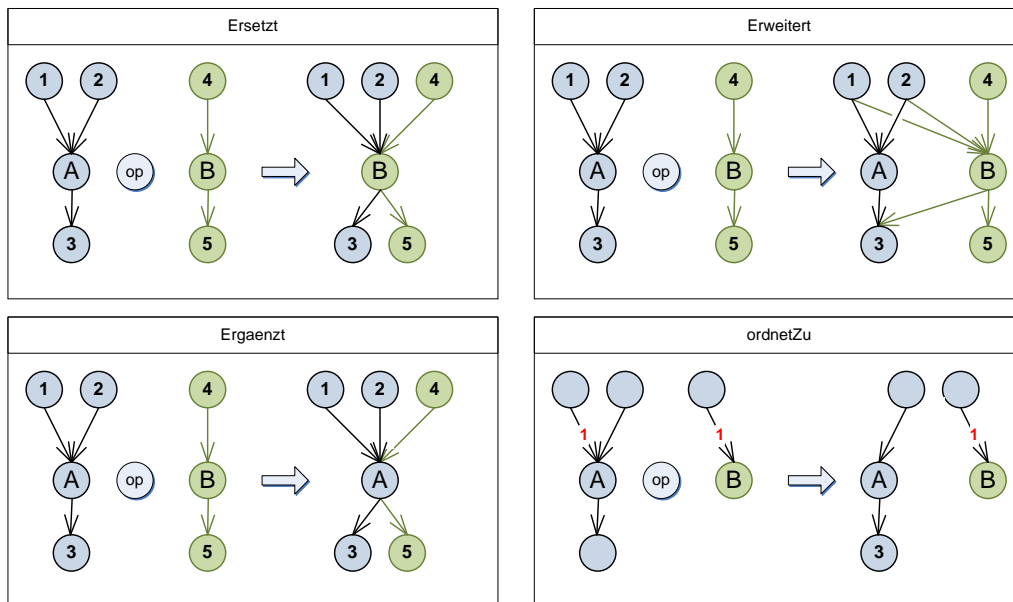 Ersetzt
1 2 4 1 2 4
A op B B
3 5 3 5
Erweitert
1 2 4 1 2 4
A op B A B
3 5 3 5
Ergaenzt
1 2 4 1 2 4
A op B A
3 5 3 5
ordnetZu
1 1 1
A op B A B
3